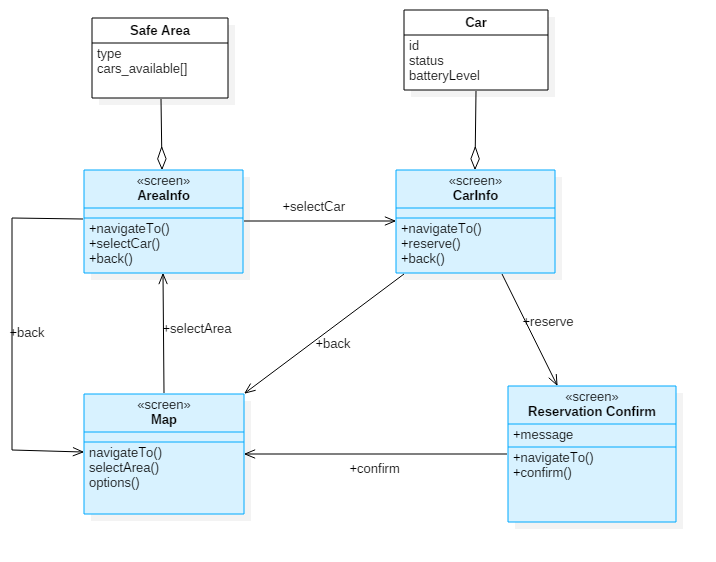 Safe Area
type
cars_available[]
Car
id
status
batteryLevel
«screen»
AreaInfo
+navigateTo()
+selectCar()
+back()
+selectCar
«screen»
CarInfo
+navigateTo()
+reserve()
+back()
+back
+selectArea
+back
+reserve
«screen»
Map
navigateTo()
selectArea()
options()
+confirm
«screen»
Reservation Confirm
+message
+navigateTo()
+confirm()